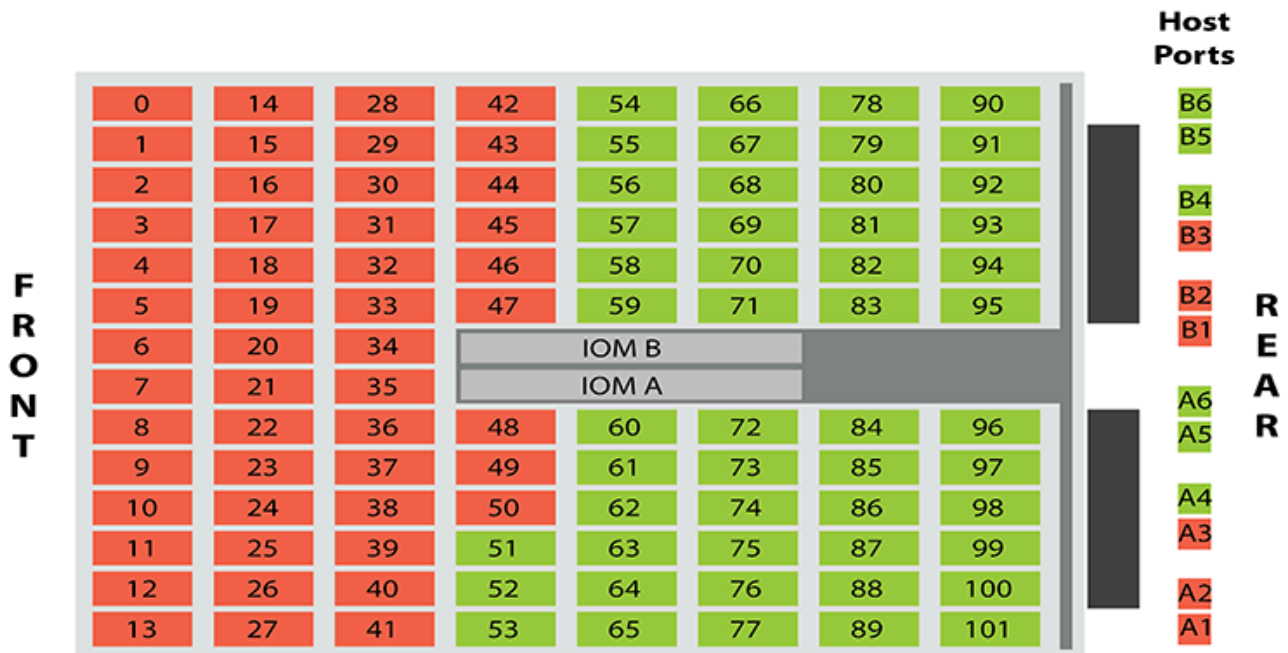 Host
Ports
0 14 28 42 54 66 78 90 B6
1 15 29 43 55 67 79 91 B5
2 16 30 44 56 68 80 92 B4
3 17 31 45 57 69 81 93 B3
4 18 32 46 58 70 82 94
5 19 33 47 59 71 83 95 B2
6 20 34 IOM B B1
7 21 35 IOM A A6
8 22 36 48 60 72 84 96 A5
9 23 37 49 61 73 85 97
10 24 38 50 62 74 86 98 A4
11 25 39 51 63 75 87 99 A3
12 26 40 52 64 76 88 100 A2
13 27 41 53 65 77 89 101 A1
FRONT
REAR